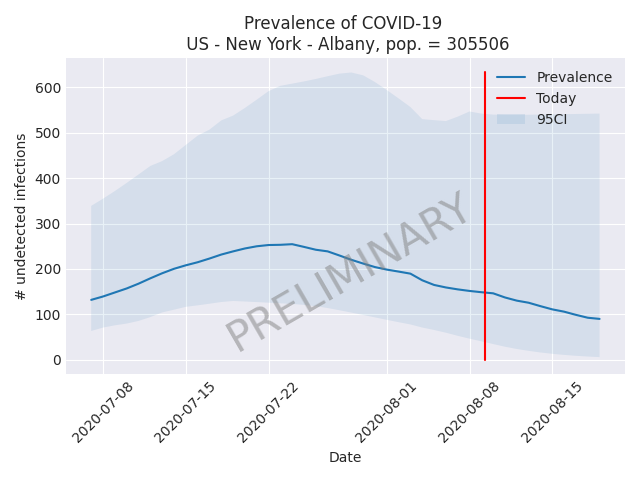 Prevalence of COVID-19
US - New York - Albany, pop. = 305506
# undetected infections
600
500
400
300
200
100
0
Prevalence
Today
95CI
PRELIMINARY
2020-07-08
2020-07-15
2020-07-22
2020-08-01
2020-08-08
2020-08-15
Date